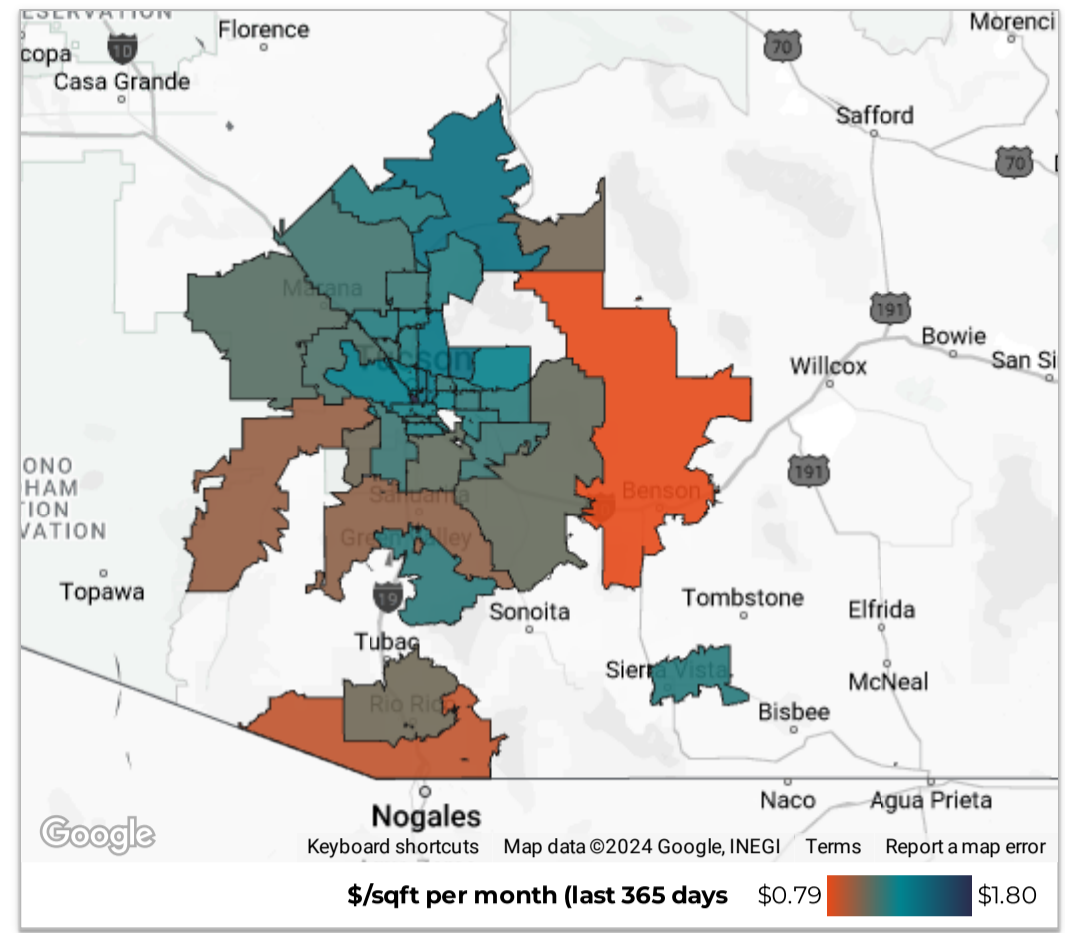 ESERVATION
Florence
Morenci
10
70
copa
Casa Grande
Safford
70
191
Marana
Bowie
Tucson
Willcox
San Si
ONO
HAM
TION
VATION
191
Benson
Sahuarita
Green Valley
Topawa
19
Sonoita
Tombstone
Elfrida
Tubac
Sierra Vista
McNeal
Rio Ric
Bisbee
Nogales
Naco
Agua Prieta
Google
Keyboard shortcuts Map data ©2024 Google, INEGI Terms Report a map error
$/sqft per month (last 365 days $0.79 $1.80